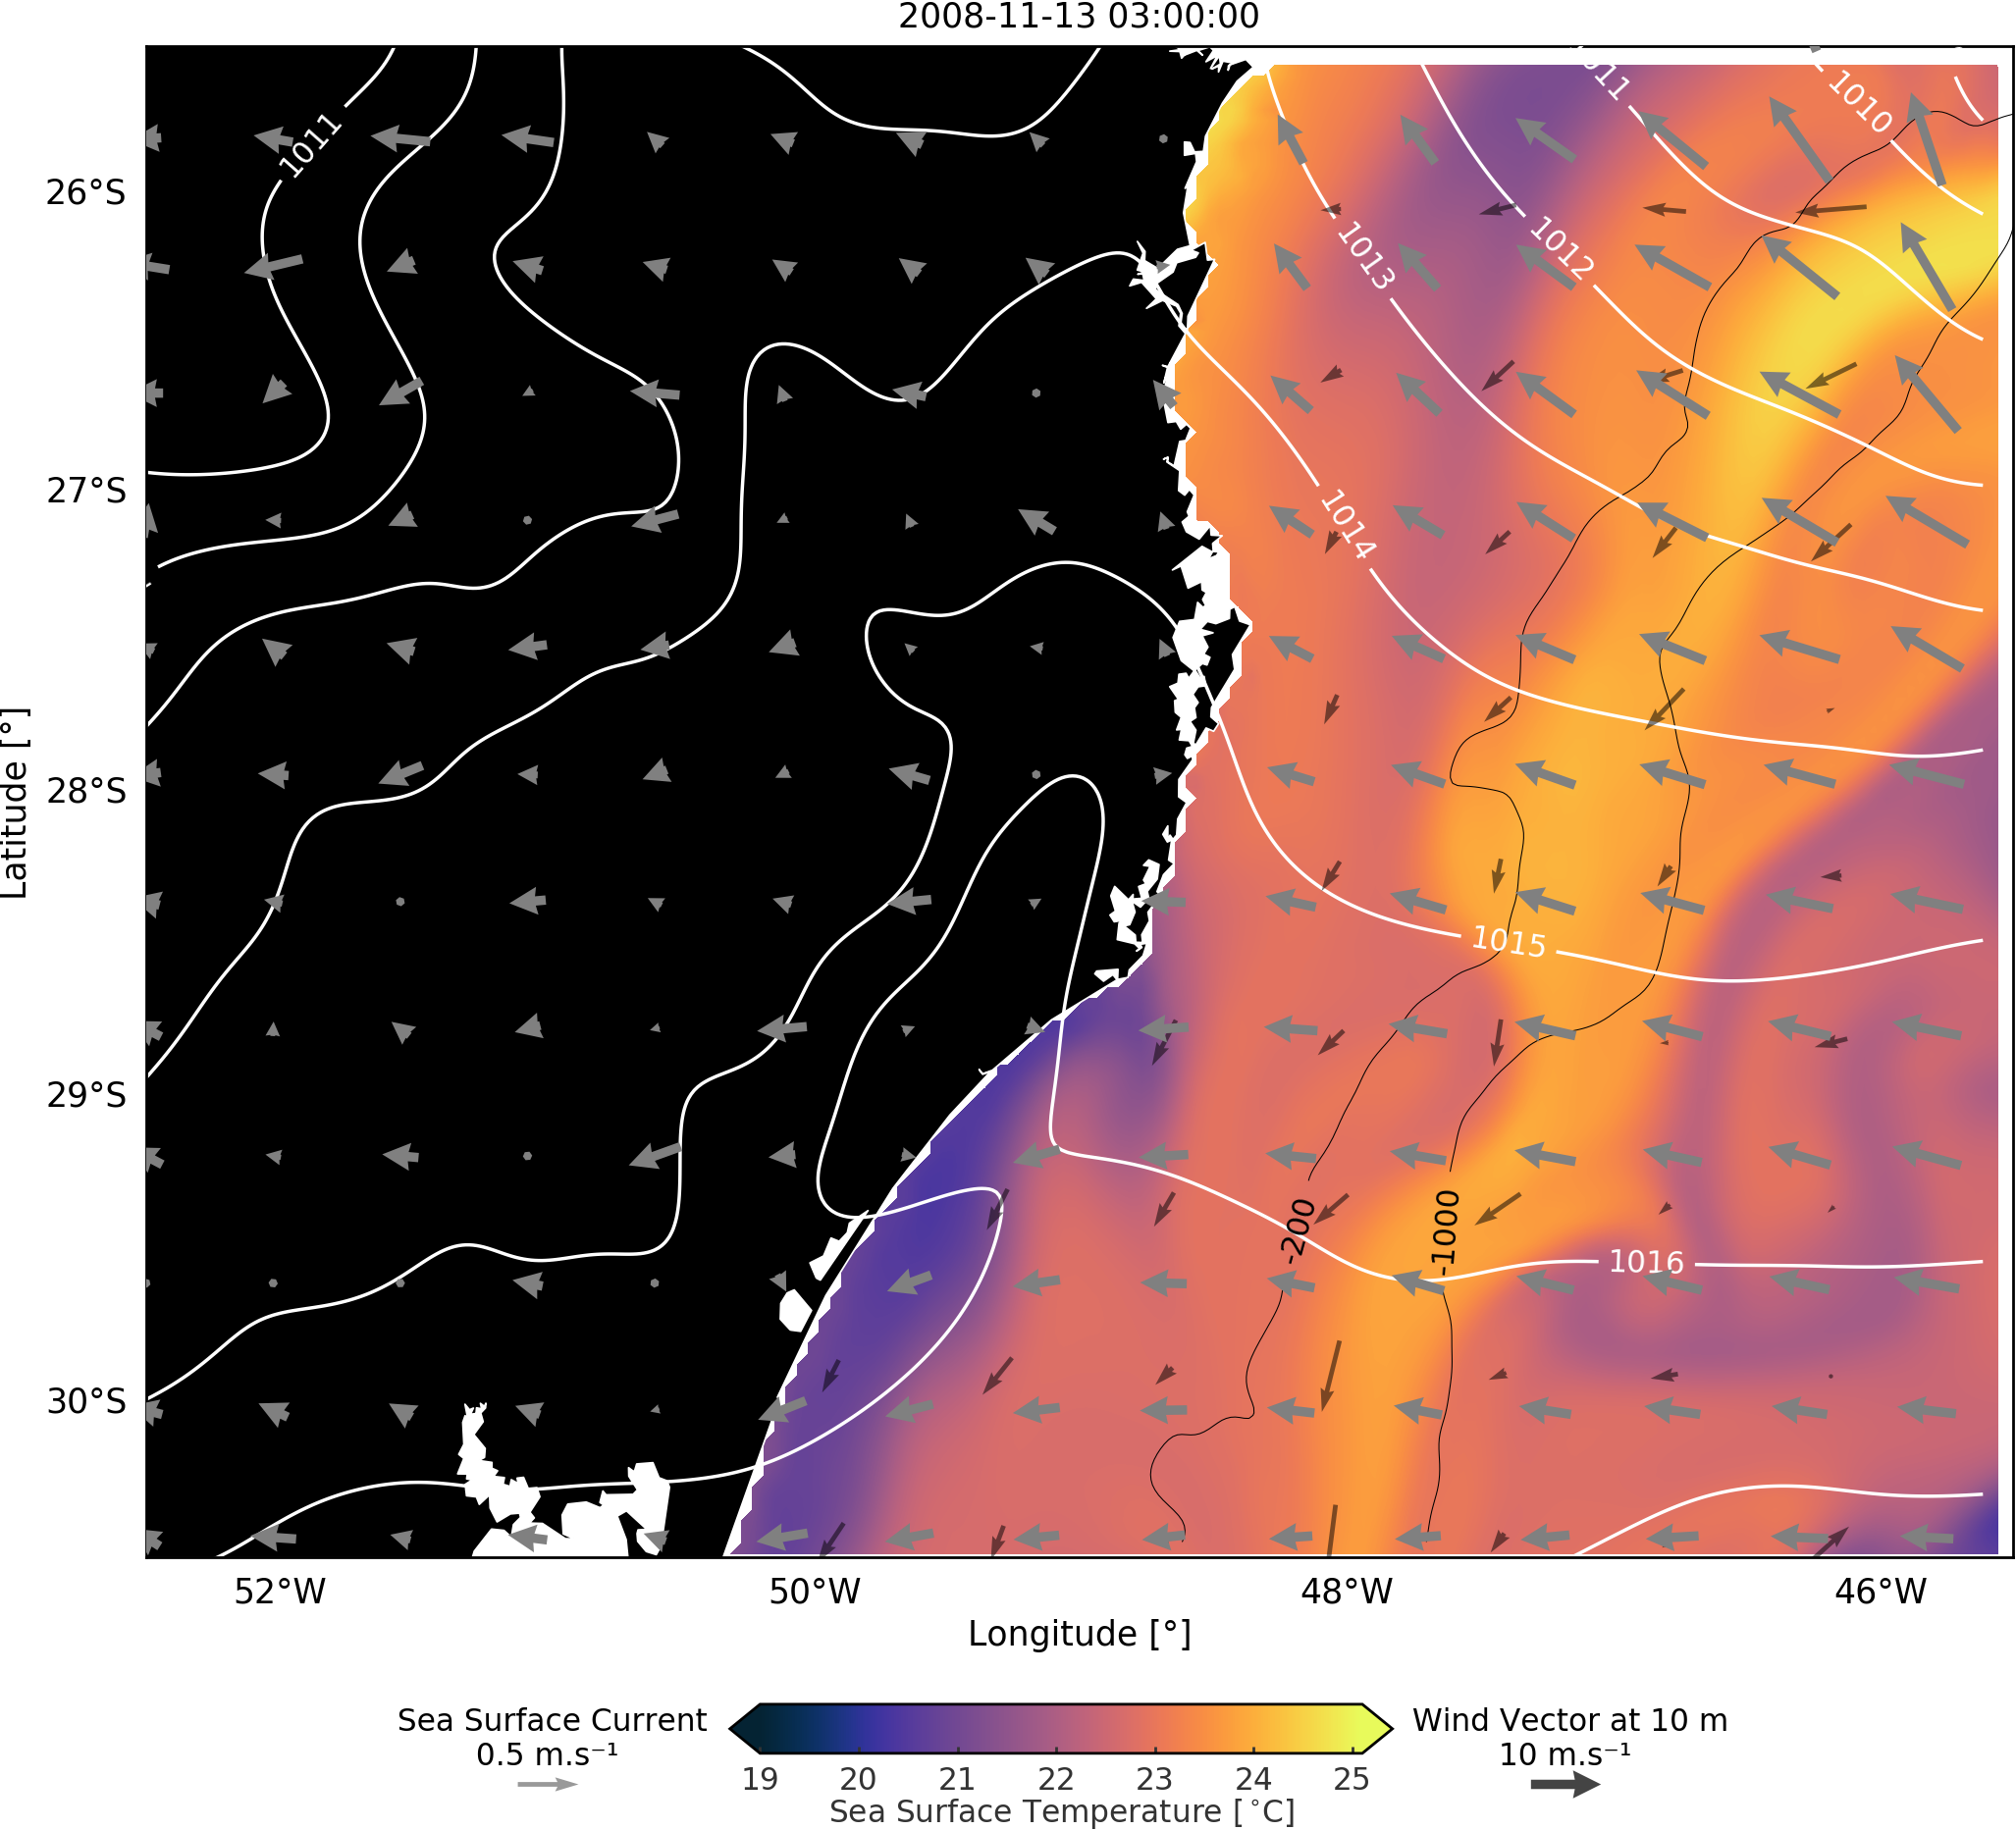 2008-11-13 03:00:00
1011
011
1010
26°S
1013
1012
27°S
1014
Latitude [°]
28°S
1015
29°S
-200
-1000
1016
30°S
52°W
50°W
48°W
46°W
Longitude [°]
Sea Surface Current
0.5 m.s⁻¹
Wind Vector at 10 m
10 m.s⁻¹
19
20
21
22
23
24
25
Sea Surface Temperature [°C]